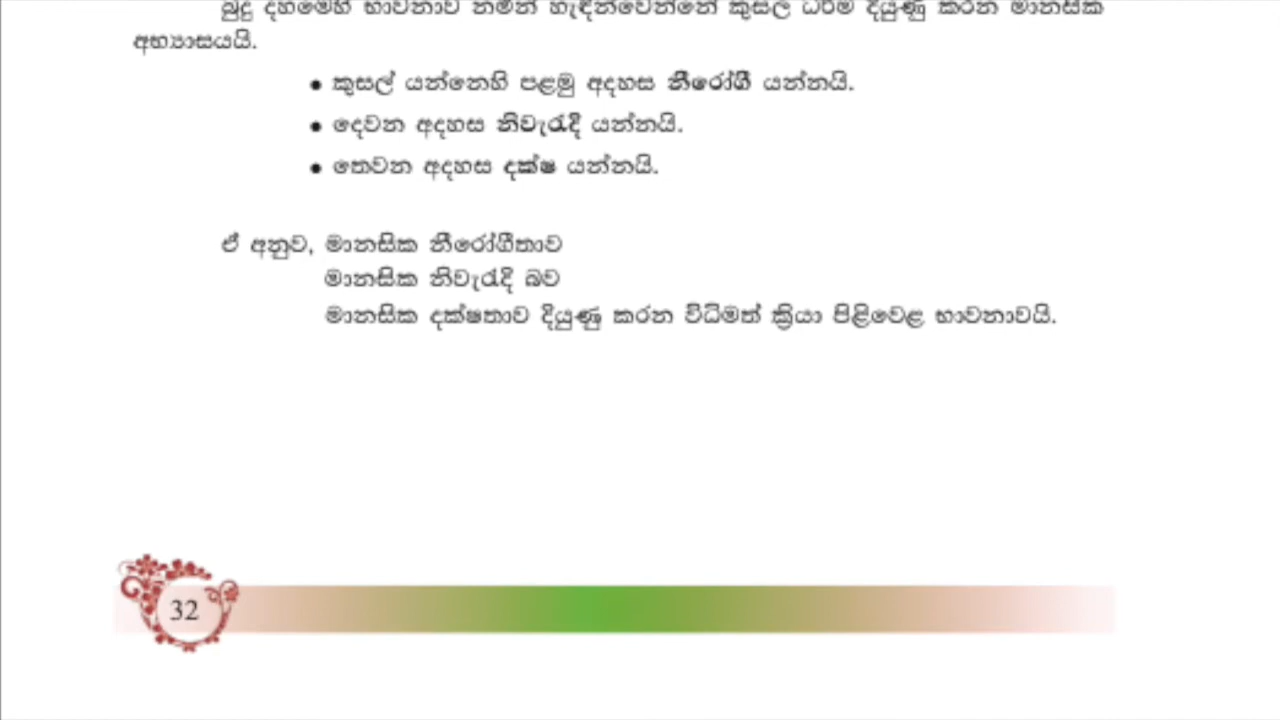 බුදු දහමෙහි භාවනාව නමින් හැඳින්වෙන්නේ කුසල් ධර්ම දියුණු කරන මානසික
අභ්‍යාසයයි.
• කුසල් යන්නෙහි පළමු අදහස නීරෝගී යන්නයි.
• දෙවන අදහස නිවැරැදී යන්නයි.
• තෙවන අදහස දක්ෂ යන්නයි.
ඒ අනුව, මානසික නීරෝගීතාව
මානසික නිවැරැදි බව
මානසික දක්ෂතාව දියුණු කරන විධිමත් ක්‍රියා පිළිවෙළ භාවනාවයි.
32